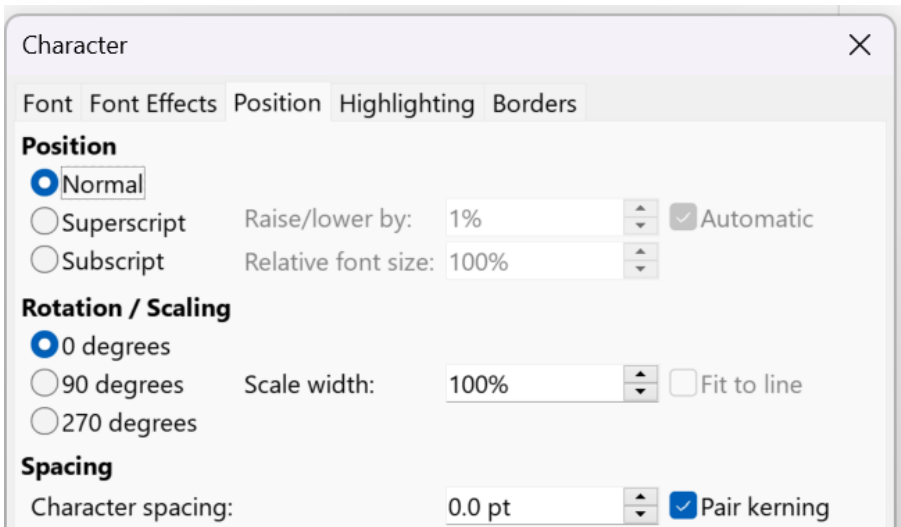 Character
Font Font Effects Position Highlighting Borders
Position
Normal
Superscript Raise/lower by: 1% Automatic
Subscript Relative font size: 100%
Rotation / Scaling
0 degrees
90 degrees Scale width: 100% Fit to line
270 degrees
Spacing
Character spacing: 0.0 pt Pair kerning